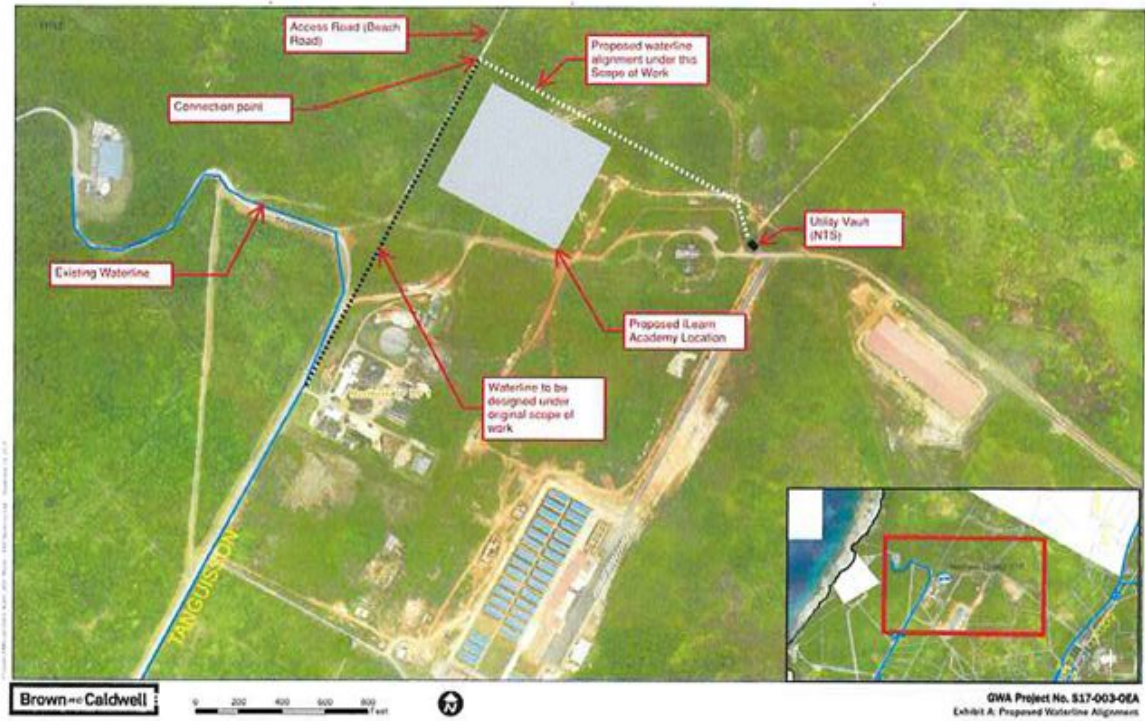 Access Road (Beach
Road)
Proposed waterline
alignment under this
Scope of Work
Connection point
Utility Vault
(NTS)
Existing Waterline
Proposed iLearn
Academy Location
Waterline to be
designed under
original scope of
work
TANGUISSON
Brown AND Caldwell
0 200 400 600 800
Feet
N
GWA Project No. S17-003-OEA
Exhibit A: Proposed Waterline Alignment